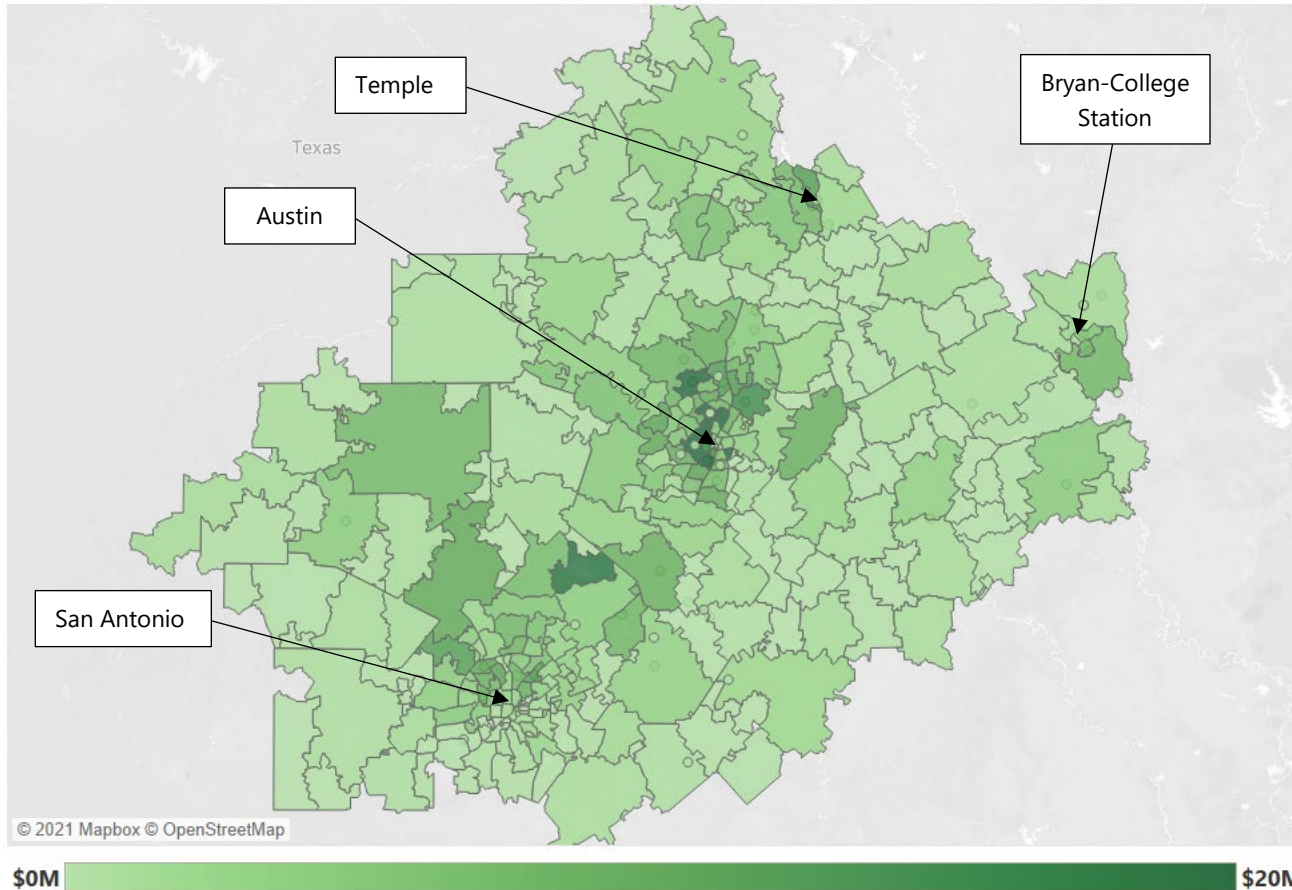 Temple
Bryan-College
Station
Texas
Austin
San Antonio
© 2021 Mapbox © OpenStreetMap
$0M
$20M